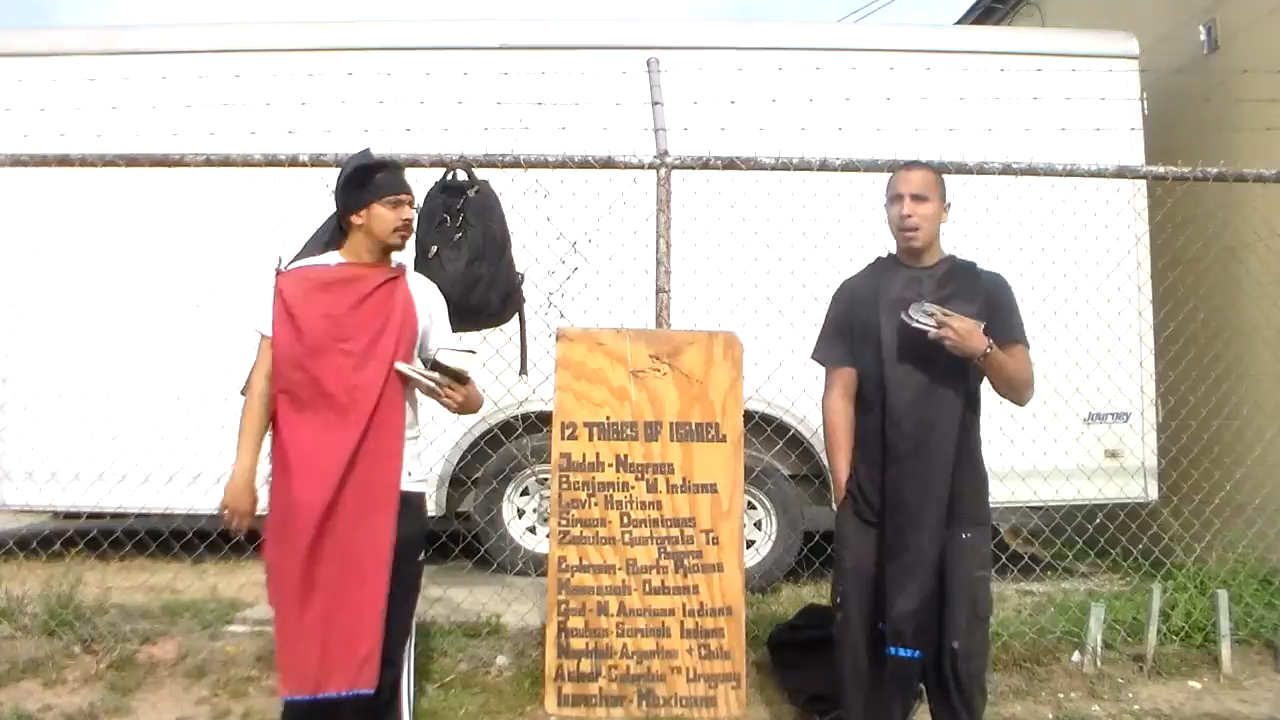 Journey
12 TRIBES OF ISRAEL
Judah-Negroes
Benjamin-W. Indians
Levi-Haitians
Simeon-Dominicans
Zebulon-Guatemala To
Panama
Ephraim-Puerto Ricans
Manasseh-Cubans
Gad-N. American Indians
Reuben-Seminole Indians
Naphtali-Argentina + Chile
Asher-Colombia To Uruguay
Issachar-Mexicans